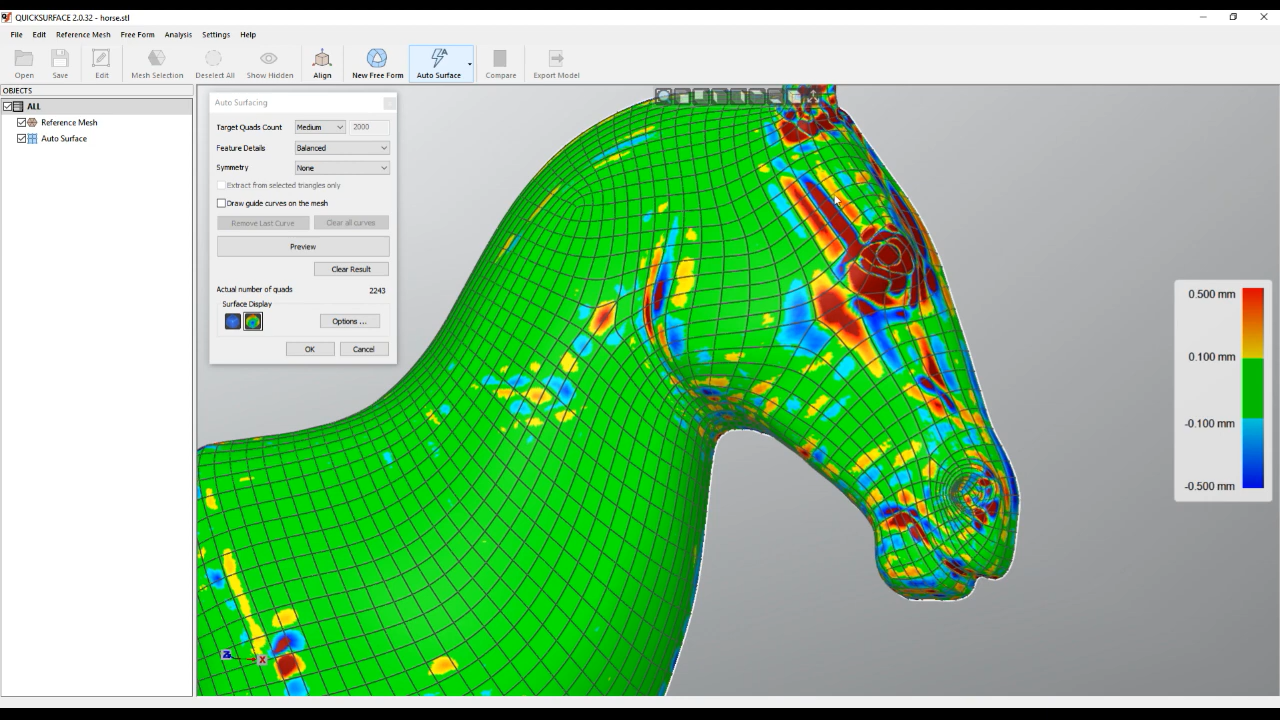 QUICKSURFACE 2.0.32 - horse.stl
File Edit Reference Mesh Free Form Analysis Settings Help
Open Save Edit Mesh Selection Deselect All Show Hidden Align New Free Form Auto Surface Compare Export Model
OBJECTS
ALL
Reference Mesh
Auto Surface
Auto Surfacing
Target Quads Count Medium 2000
Feature Details Balanced
Symmetry None
Extract from selected triangles only
Draw guide curves on the mesh
Remove Last Curve Clear all curves
Preview
Clear Result
Actual number of quads 2243
Surface Display
Options ...
OK Cancel
0.500 mm
0.100 mm
-0.100 mm
-0.500 mm
Z X